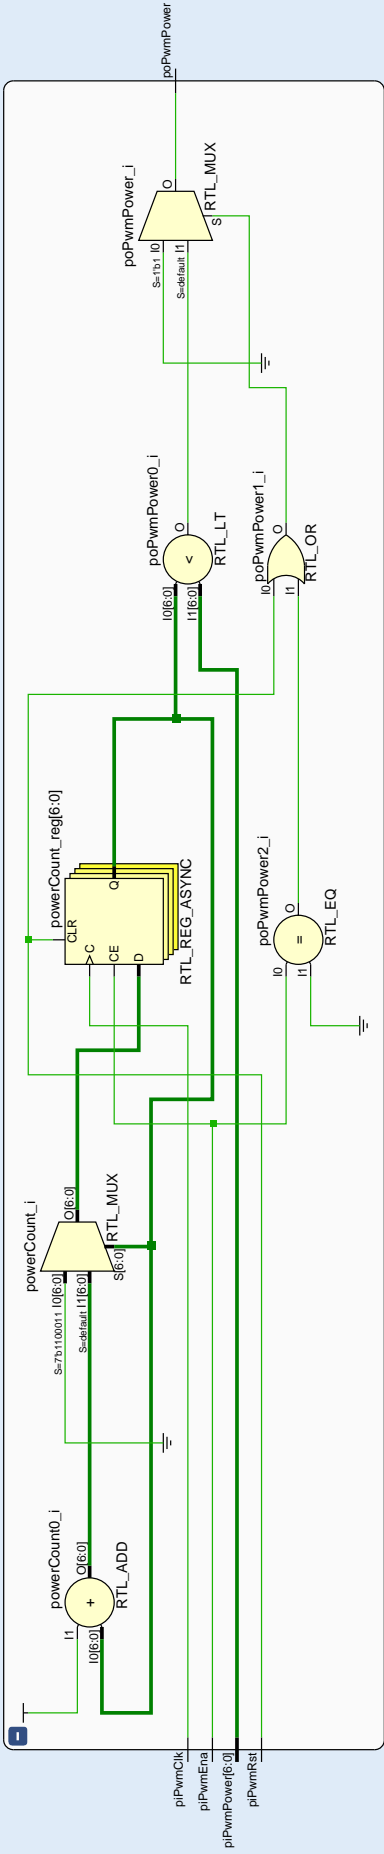 piPwmClk
piPwmEna
piPwmPower[6:0]
piPwmRst
powerCount0_i
I1
I0[6:0]
+
O[6:0]
RTL_ADD
powerCount_i
S=7'b1100011 I0[6:0]
S=default I1[6:0]
O[6:0]
S[6:0]
RTL_MUX
powerCount_reg[6:0]
CLR
C
CE
D
Q
RTL_REG_ASYNC
poPwmPower2_i
I0
I1
=
O
RTL_EQ
poPwmPower0_i
I0[6:0]
I1[6:0]
<
O
RTL_LT
poPwmPower1_i
I0
I1
O
RTL_OR
poPwmPower_i
S=1'b1 I0
S=default I1
O
S
RTL_MUX
poPwmPower